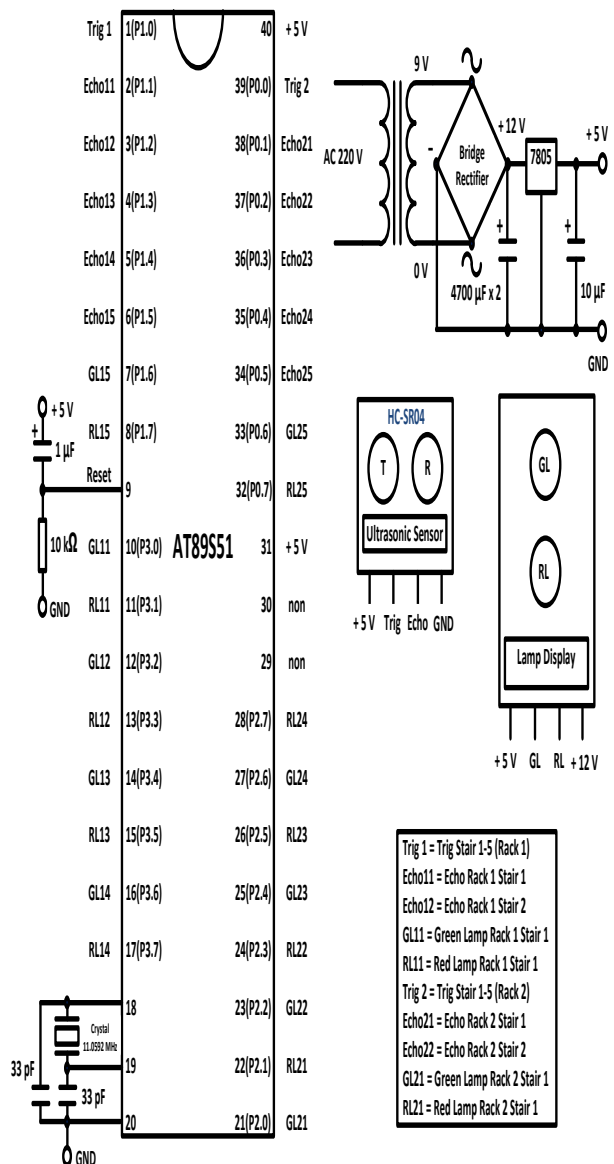 Trig 1 1(P1.0) 40 + 5 V
Echo11 2(P1.1) 39(P0.0) Trig 2
Echo12 3(P1.2) 38(P0.1) Echo21
Echo13 4(P1.3) 37(P0.2) Echo22
Echo14 5(P1.4) 36(P0.3) Echo23
Echo15 6(P1.5) 35(P0.4) Echo24
GL15 7(P1.6) 34(P0.5) Echo25
RL15 8(P1.7) 33(P0.6) GL25
Reset 9 32(P0.7) RL25
GL11 10(P3.0) AT89S51 31 + 5 V
RL11 11(P3.1) 30 non
GL12 12(P3.2) 29 non
RL12 13(P3.3) 28(P2.7) RL24
GL13 14(P3.4) 27(P2.6) GL24
RL13 15(P3.5) 26(P2.5) RL23
GL14 16(P3.6) 25(P2.4) GL23
RL14 17(P3.7) 24(P2.3) RL22
18 23(P2.2) GL22
19 22(P2.1) RL21
20 21(P2.0) GL21
+ 5 V
+
1 µF
10 kΩ
GND
Crystal
11.0592 MHz
33 pF
33 pF
GND
9 V
AC 220 V
0 V
-
Bridge
Rectifier
+ 12 V
7805
+ 5 V
+
+
4700 µF x 2
10 µF
GND
HC-SR04
T R
Ultrasonic Sensor
+ 5 V Trig Echo GND
GL
RL
Lamp Display
+ 5 V GL RL + 12 V
Trig 1 = Trig Stair 1-5 (Rack 1)
Echo11 = Echo Rack 1 Stair 1
Echo12 = Echo Rack 1 Stair 2
GL11 = Green Lamp Rack 1 Stair 1
RL11 = Red Lamp Rack 1 Stair 1
Trig 2 = Trig Stair 1-5 (Rack 2)
Echo21 = Echo Rack 2 Stair 1
Echo22 = Echo Rack 2 Stair 2
GL21 = Green Lamp Rack 2 Stair 1
RL21 = Red Lamp Rack 2 Stair 1